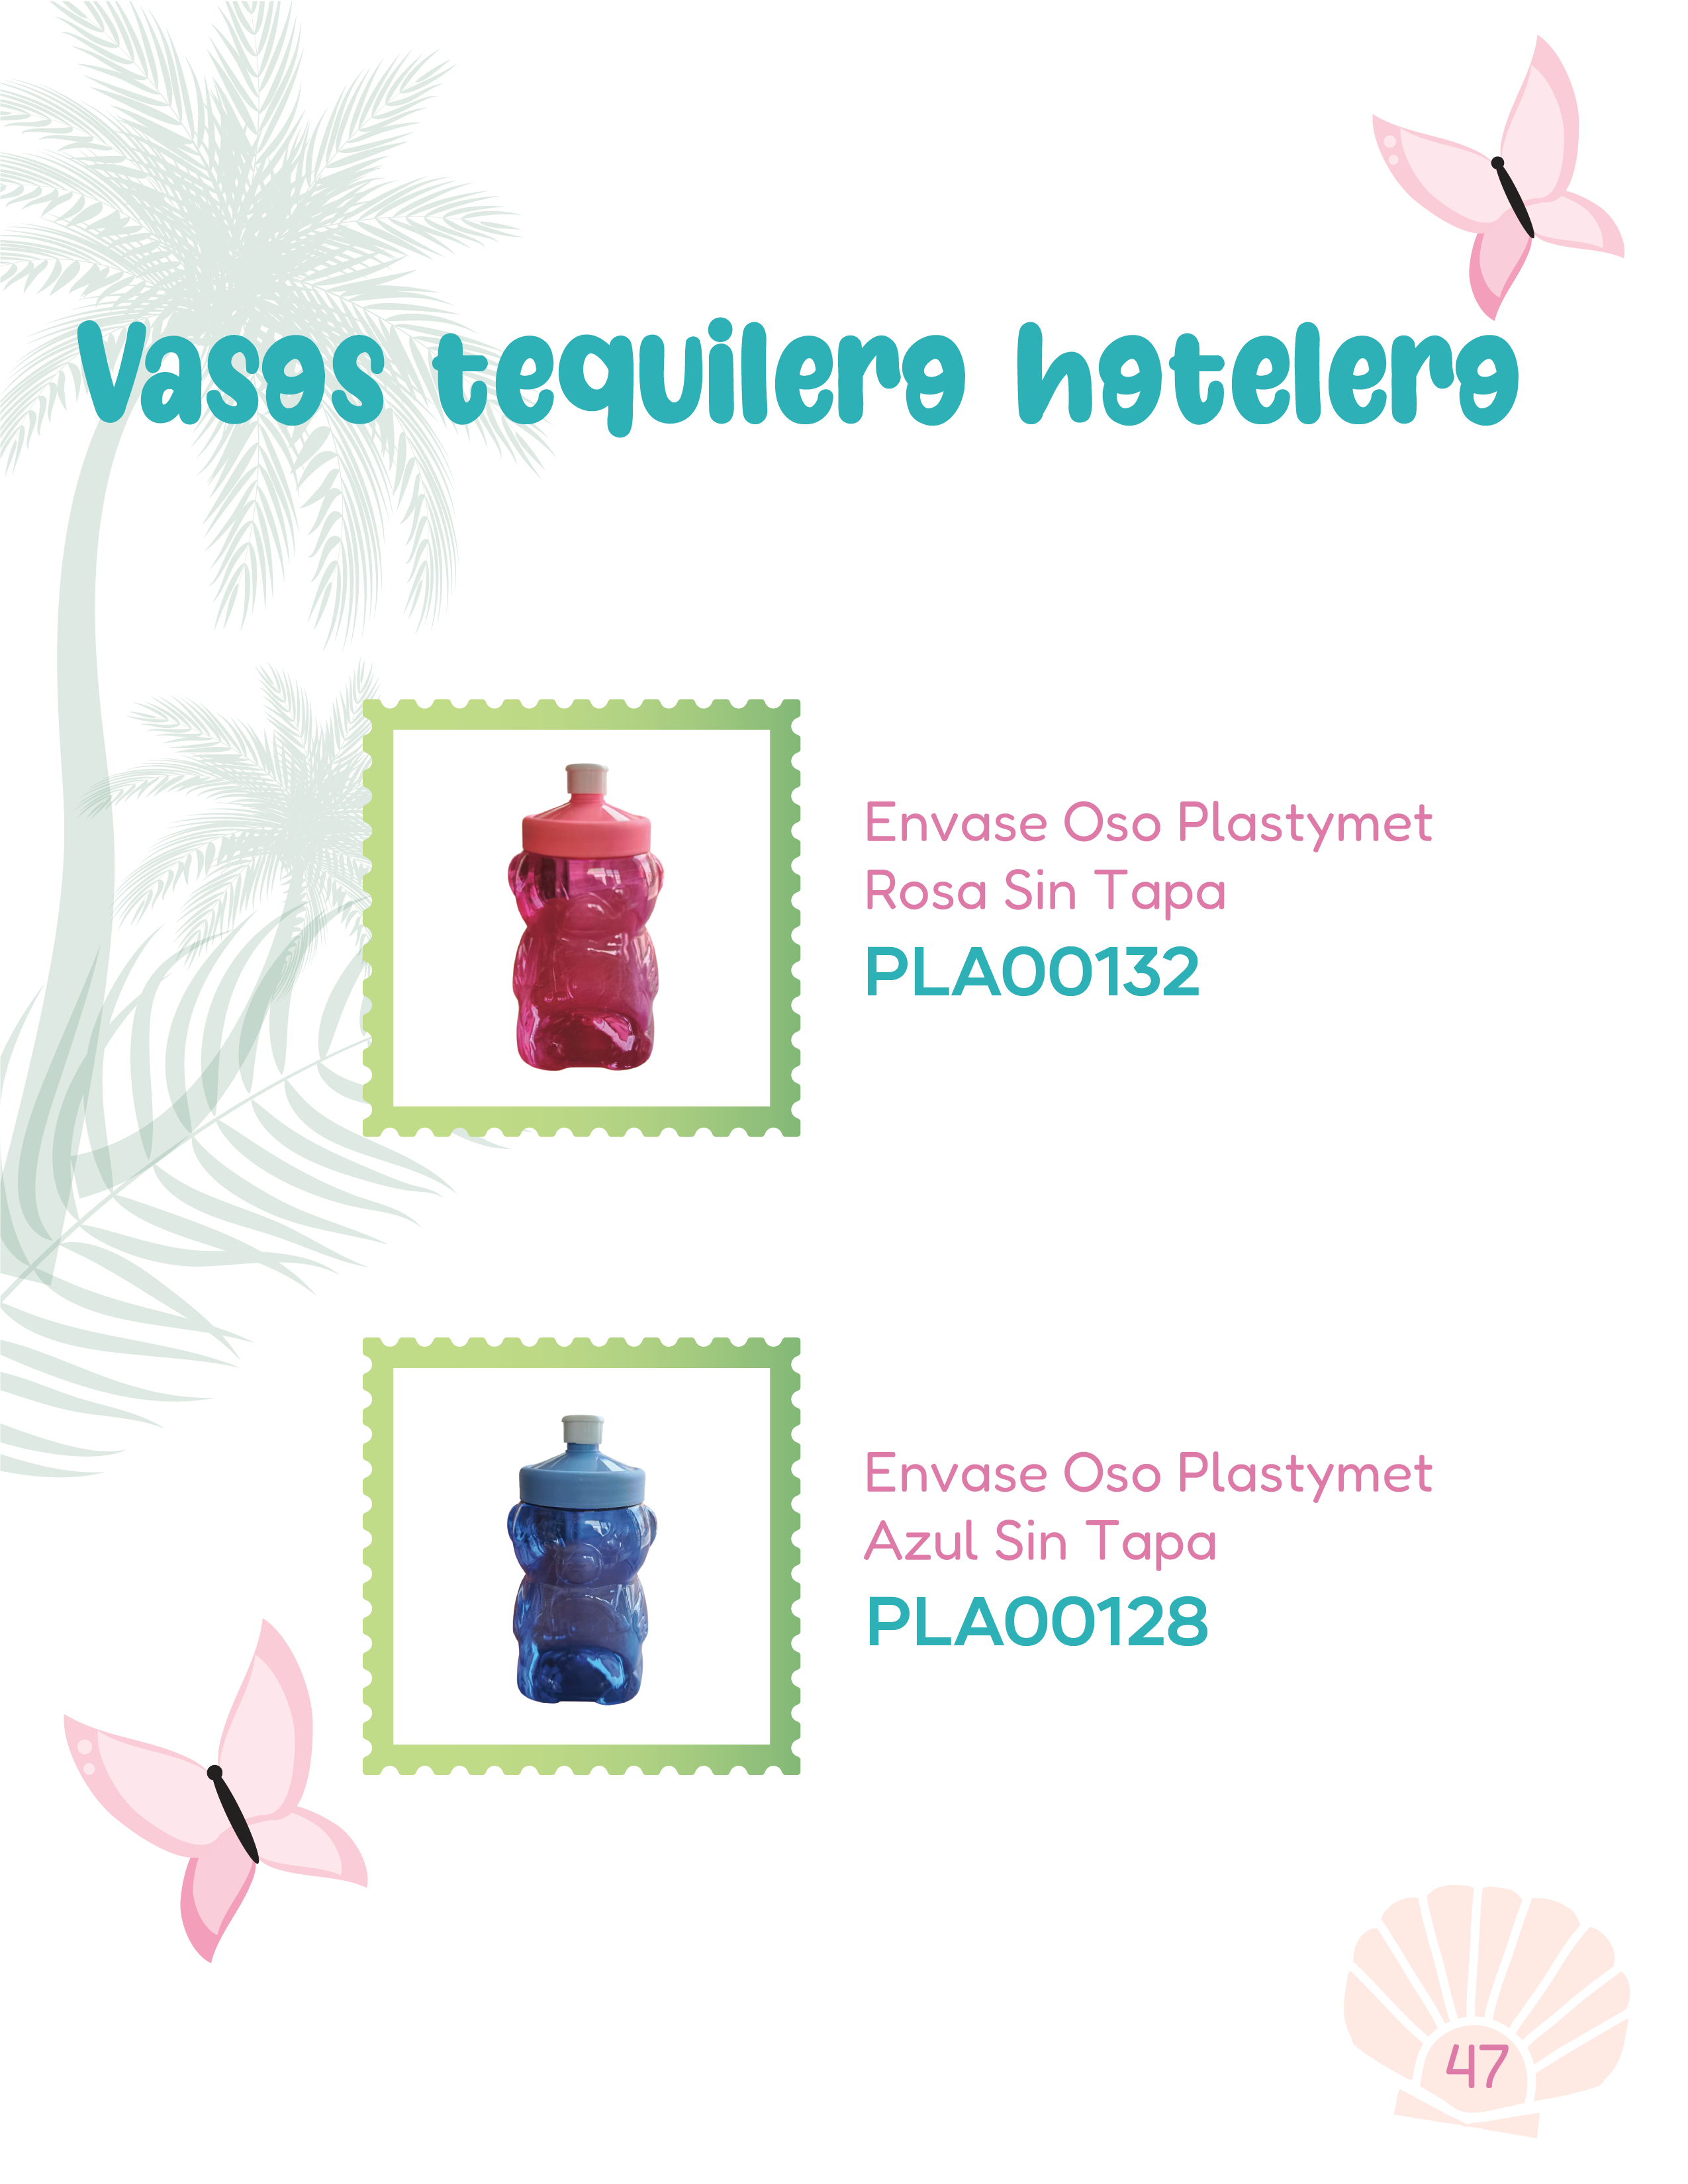 Vasos tequilero hotelero
Envase Oso Plastymet
Rosa Sin Tapa
PLA00132
Envase Oso Plastymet
Azul Sin Tapa
PLA00128
47